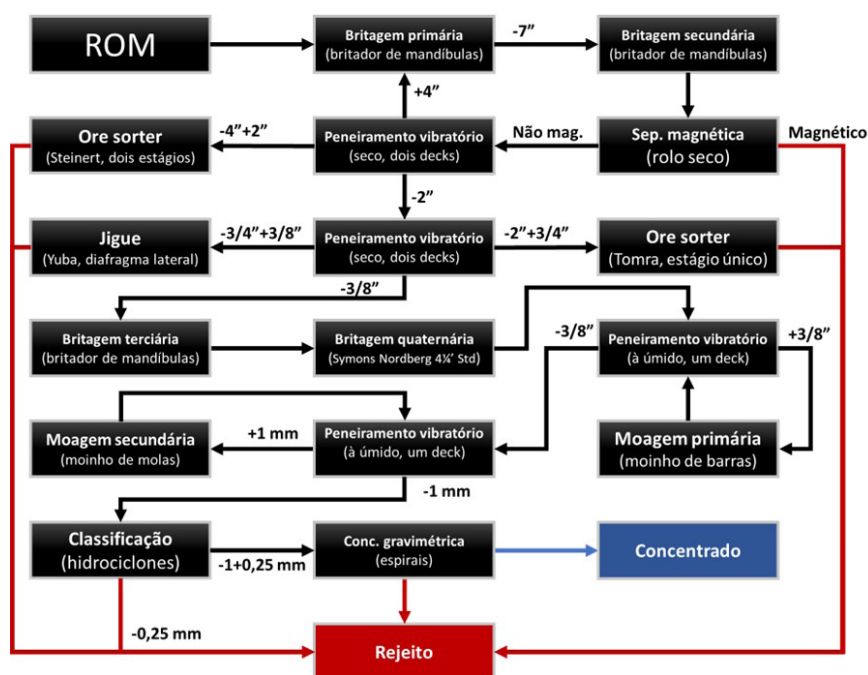 ROM
Britagem primária
(britador de mandíbulas)
-7”
Britagem secundária
(britador de mandíbulas)
+4”
Ore sorter
(Steinert, dois estágios)
-4”+2”
Peneiramento vibratório
(seco, dois decks)
Não mag.
Sep. magnética
(rolo seco)
Magnético
-2”
Jigue
(Yuba, diafragma lateral)
-3/4”+3/8”
Peneiramento vibratório
(seco, dois decks)
-2”+3/4”
Ore sorter
(Tomra, estágio único)
-3/8”
Britagem terciária
(britador de mandíbulas)
Britagem quaternária
(Symons Nordberg 4¼’ Std)
-3/8”
Peneiramento vibratório
(à úmido, um deck)
+3/8”
Moagem secundária
(moinho de molas)
+1 mm
Peneiramento vibratório
(à úmido, um deck)
Moagem primária
(moinho de barras)
-1 mm
Classificação
(hidrociclones)
-1+0,25 mm
Conc. gravimétrica
(espirais)
Concentrado
-0,25 mm
Rejeito